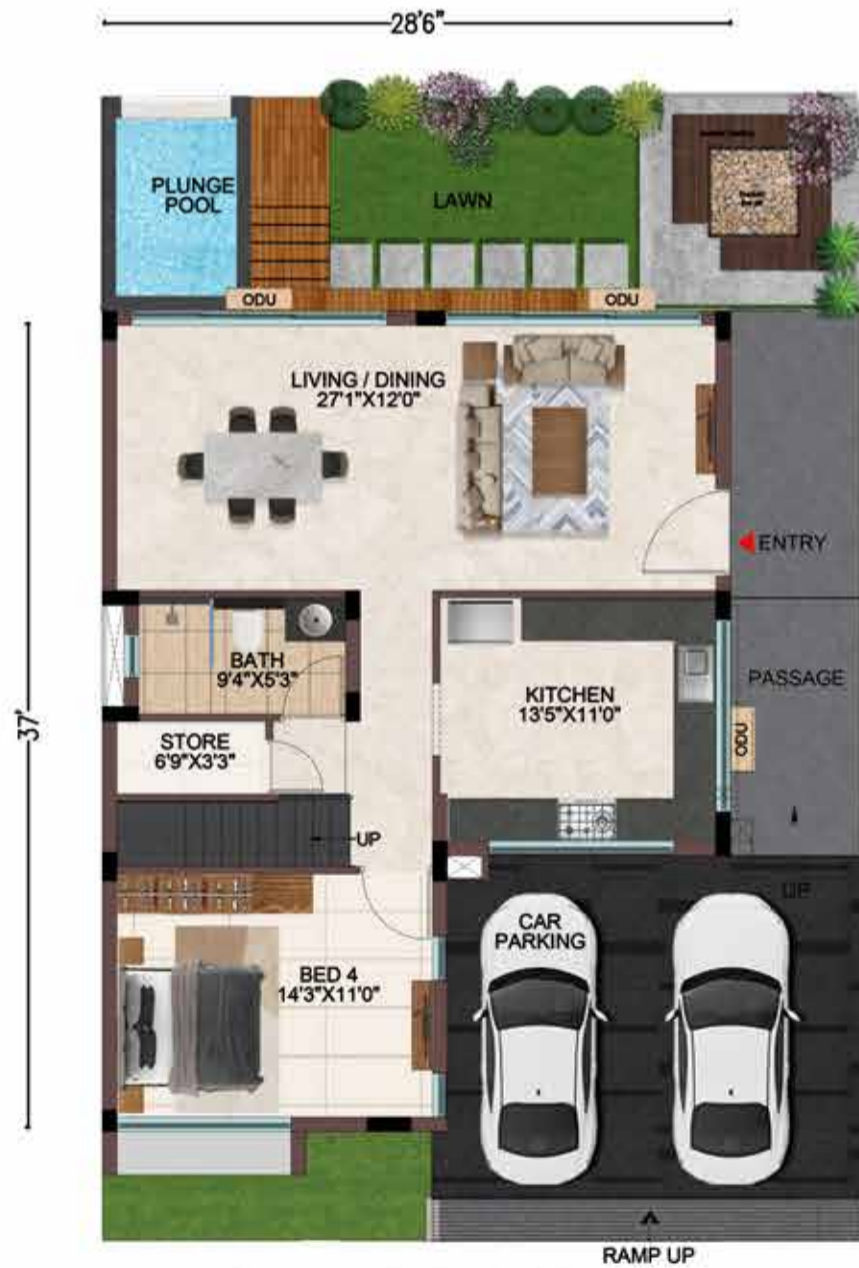 28'6"
PLUNGE
POOL
LAWN
ODU
ODU
LIVING / DINING
27'1"X12'0"
ENTRY
BATH
9'4"X5'3"
KITCHEN
13'5"X11'0"
PASSAGE
37'
STORE
6'9"X3'3"
ODU
UP
UP
CAR
PARKING
BED 4
14'3"X11'0"
RAMP UP